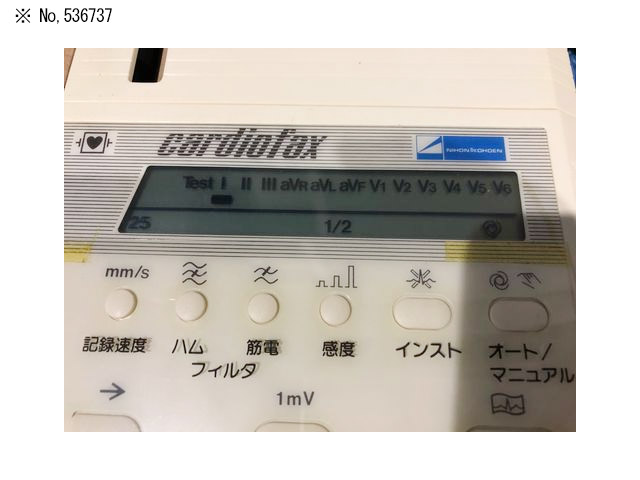 ※ No,536737
cardiofax
NIHON KOHDEN
Test I II III aVR aVL aVF V1 V2 V3 V4 V5 V6
25 1/2
mm/s
記録速度 ハム 筋電 感度 インスト オート/
フィルタ マニュアル
1mV